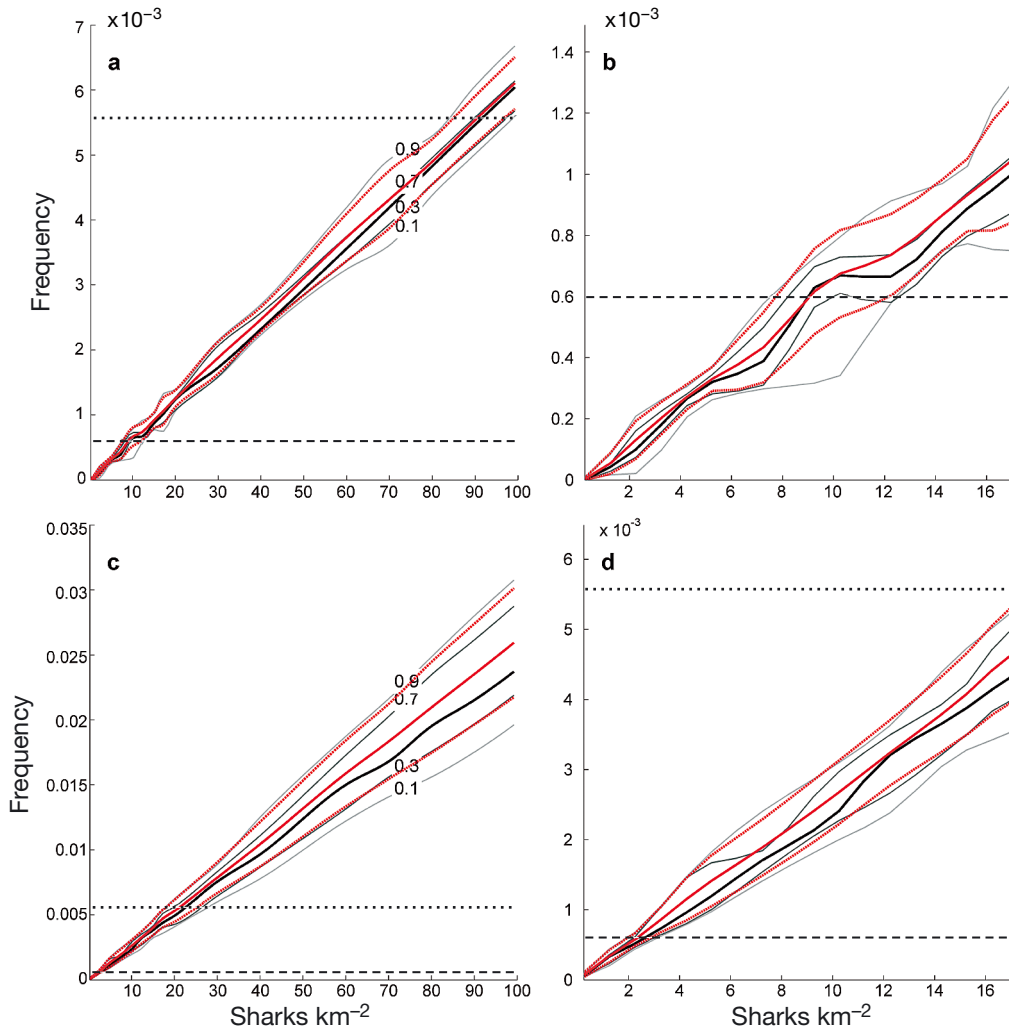 x10⁻³
a
7
6
5
4
3
2
1
0
Frequency
0.9
0.7
0.3
0.1
10 20 30 40 50 60 70 80 90 100
x10⁻³
b
1.4
1.2
1
0.8
0.6
0.4
0.2
0
2 4 6 8 10 12 14 16
c
0.035
0.03
0.025
0.02
0.015
0.01
0.005
0
Frequency
0.9
0.7
0.3
0.1
10 20 30 40 50 60 70 80 90 100
Sharks km⁻²
x 10⁻³
d
6
5
4
3
2
1
0
2 4 6 8 10 12 14 16
Sharks km⁻²